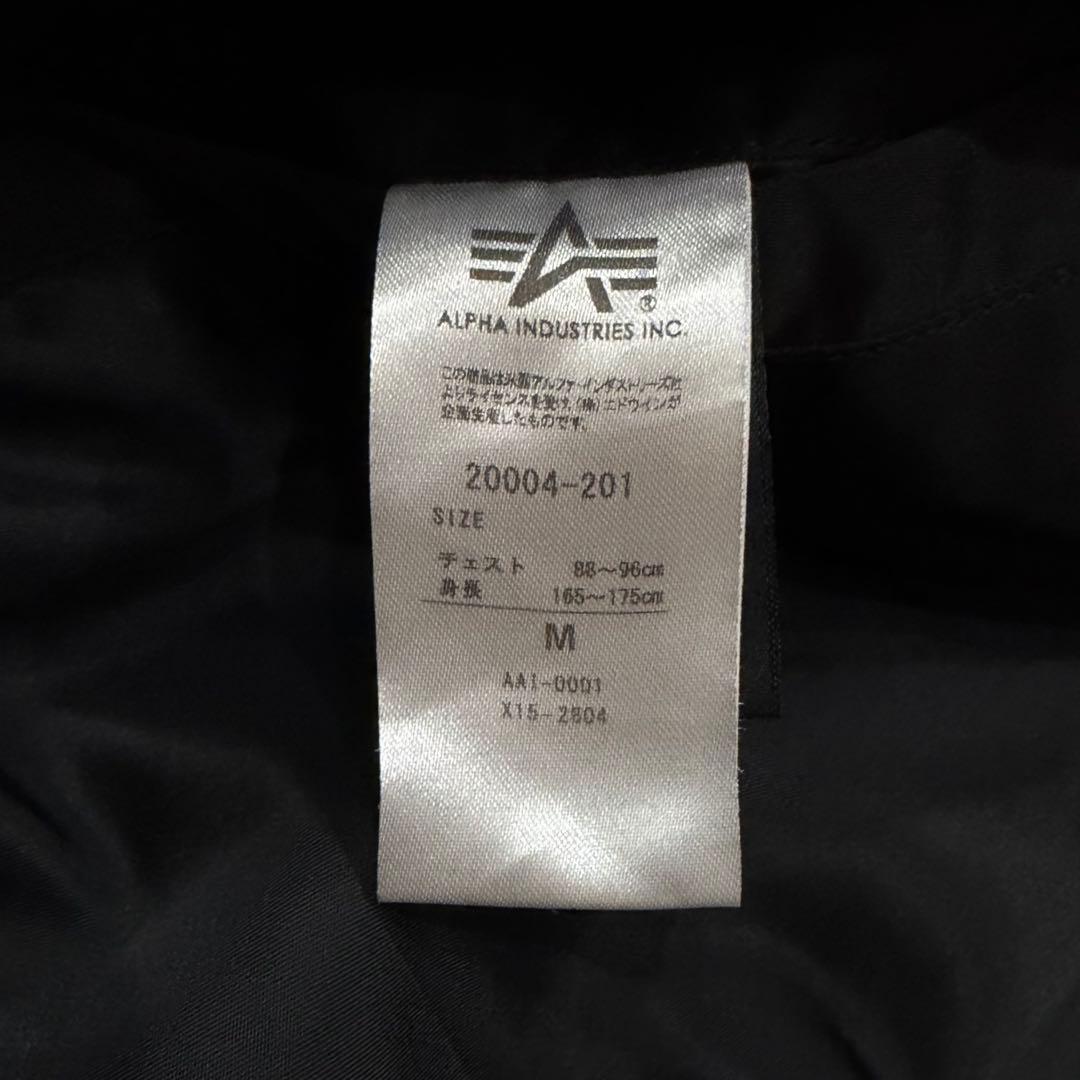 ALPHA INDUSTRIES INC.
この商品は米国アルファ・インダストリーズ社
よりライセンスを受け、(株)エドウインが
企画生産したものです。
20004-201
SIZE
チェスト 88～96cm
身長 165～175cm
M
AA1-0001
X15-2804